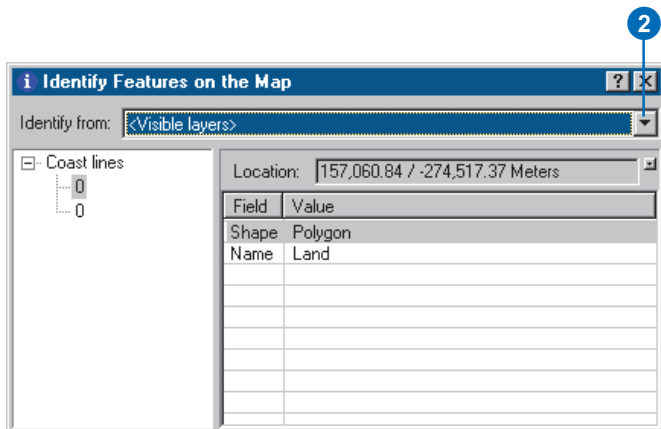 2
i Identify Features on the Map ? X
Identify from: <Visible layers>
Coast lines
0
0
Location: 157,060.84 / -274,517.37 Meters
Field Value
Shape Polygon
Name Land